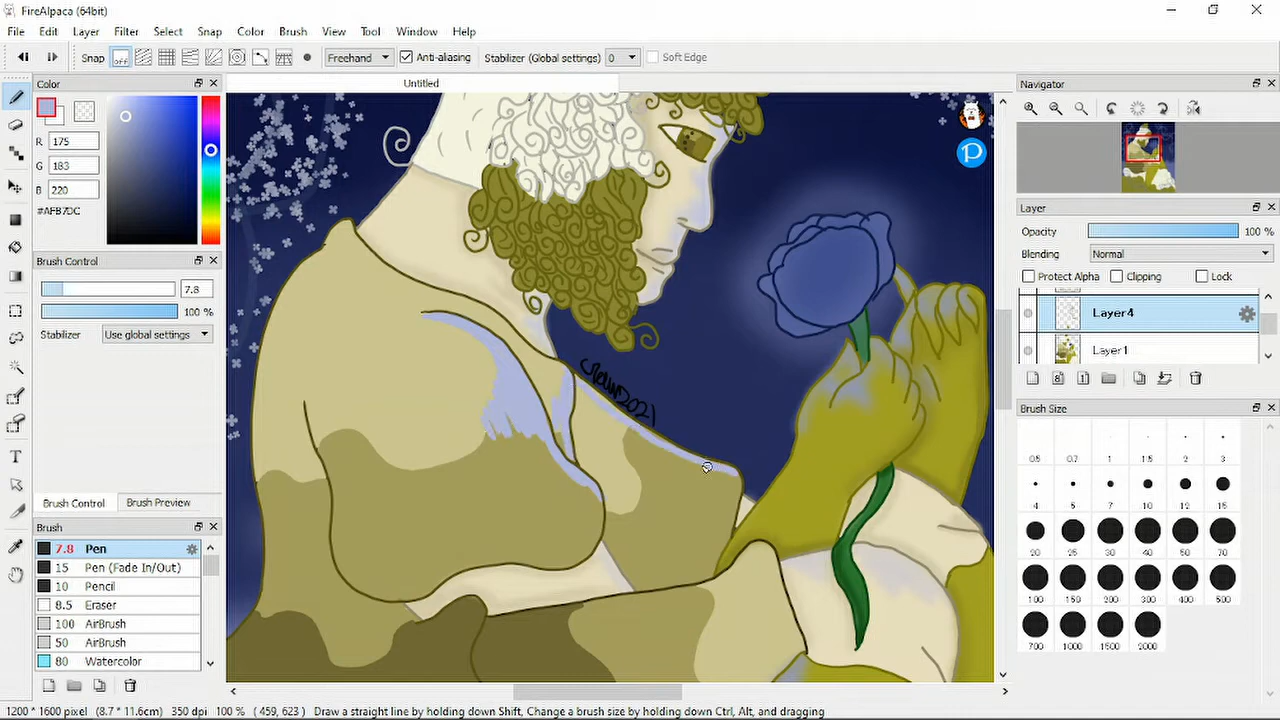 FireAlpaca (64bit)
File Edit Layer Filter Select Snap Color Brush View Tool Window Help
Snap OFF Freehand Anti-aliasing Stabilizer (Global settings) 0 Soft Edge
Color
Untitled
Navigator
R 175
G 183
B 220
#AFB7DC
P
Layer
Opacity 100 %
Blending Normal
Protect Alpha Clipping Lock
Layer4
Layer1
Brush Control
7.8
100 %
Stabilizer Use global settings
Brush Control Brush Preview
Brush
7.8 Pen
15 Pen (Fade In/Out)
10 Pencil
8.5 Eraser
100 AirBrush
50 AirBrush
80 Watercolor
Brush Size
0.5 0.7 1 1.5 2 3
4 5 7 10 12 15
20 25 30 40 50 70
100 150 200 300 400 500
700 1000 1500 2000
T
8 1
1200 * 1600 pixel (8.7 * 11.6cm) 350 dpi 100 % ( 459, 623 ) Draw a straight line by holding down Shift, Change a brush size by holding down Ctrl, Alt, and dragging